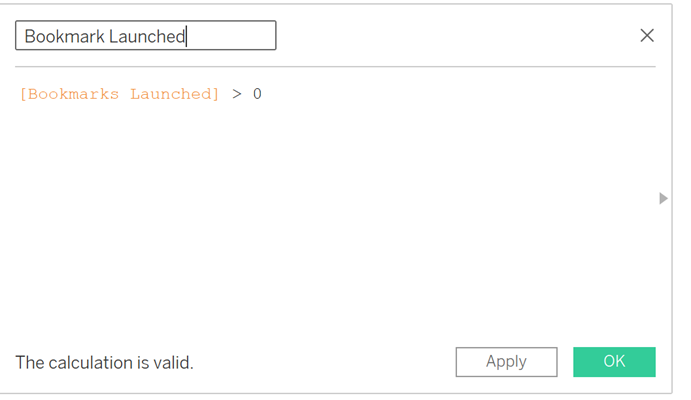 Bookmark Launched
[Bookmarks Launched] > 0
The calculation is valid.
Apply
OK